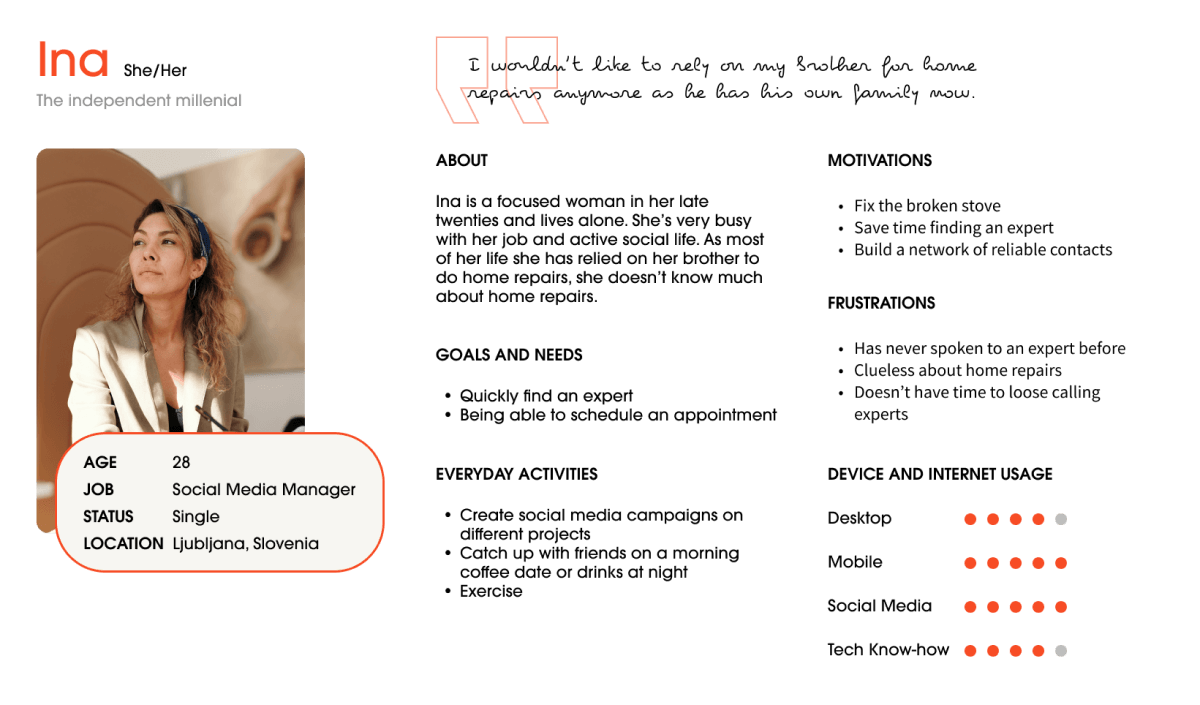 Ina She/Her
The independent millenial
I wouldn't like to rely on my brother for home
repairs anymore as he has his own family now.
ABOUT
Ina is a focused woman in her late
twenties and lives alone. She's very busy
with her job and active social life. As most
of her life she has relied on her brother to
do home repairs, she doesn't know much
about home repairs.
GOALS AND NEEDS
• Quickly find an expert
• Being able to schedule an appointment
EVERYDAY ACTIVITIES
• Create social media campaigns on
different projects
• Catch up with friends on a morning
coffee date or drinks at night
• Exercise
MOTIVATIONS
• Fix the broken stove
• Save time finding an expert
• Build a network of reliable contacts
FRUSTRATIONS
• Has never spoken to an expert before
• Clueless about home repairs
• Doesn't have time to loose calling
experts
DEVICE AND INTERNET USAGE
Desktop
Mobile
Social Media
Tech Know-how
AGE 28
JOB Social Media Manager
STATUS Single
LOCATION Ljubljana, Slovenia